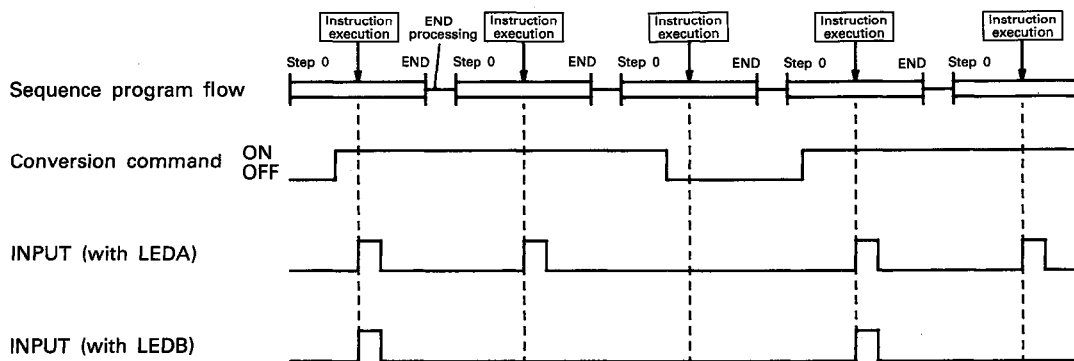 Instruction
execution
END
processing
Instruction
execution
Instruction
execution
Instruction
execution
Instruction
execution
Step 0
END
Step 0
END
Step 0
END
Step 0
END
Step 0
Sequence program flow
Conversion command
ON
OFF
INPUT (with LEDA)
INPUT (with LEDB)